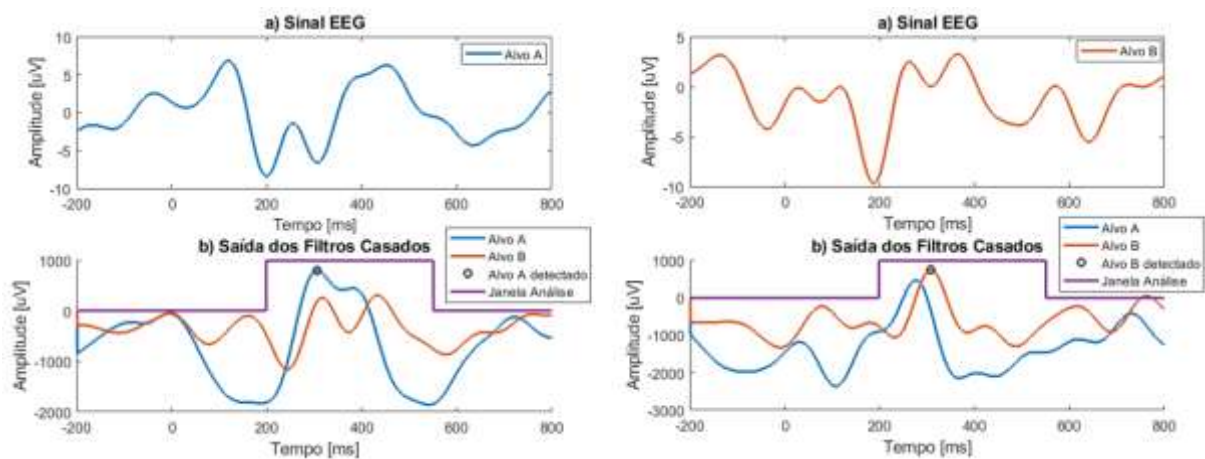 a) Sinal EEG
Amplitude [uV]
10
5
0
-5
-10
Alvo A
-200 0 200 400 600 800
Tempo [ms]
b) Saída dos Filtros Casados
Amplitude [uV]
1000
0
-1000
-2000
Alvo A
Alvo B
Alvo A detectado
Janela Análise
-200 0 200 400 600 800
Tempo [ms]
a) Sinal EEG
Amplitude [uV]
5
0
-5
-10
Alvo B
-200 0 200 400 600 800
Tempo [ms]
b) Saída dos Filtros Casados
Amplitude [uV]
1000
0
-1000
-2000
-3000
Alvo A
Alvo B
Alvo B detectado
Janela Análise
-200 0 200 400 600 800
Tempo [ms]